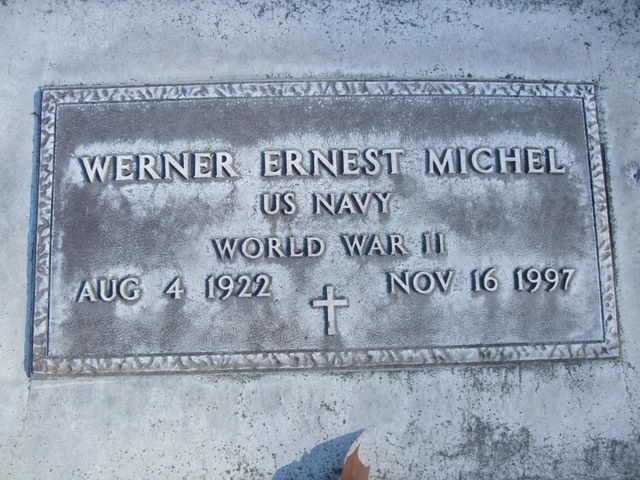 WERNER ERNEST MICHEL
US NAVY
WORLD WAR II
AUG 4 1922 NOV 16 1997